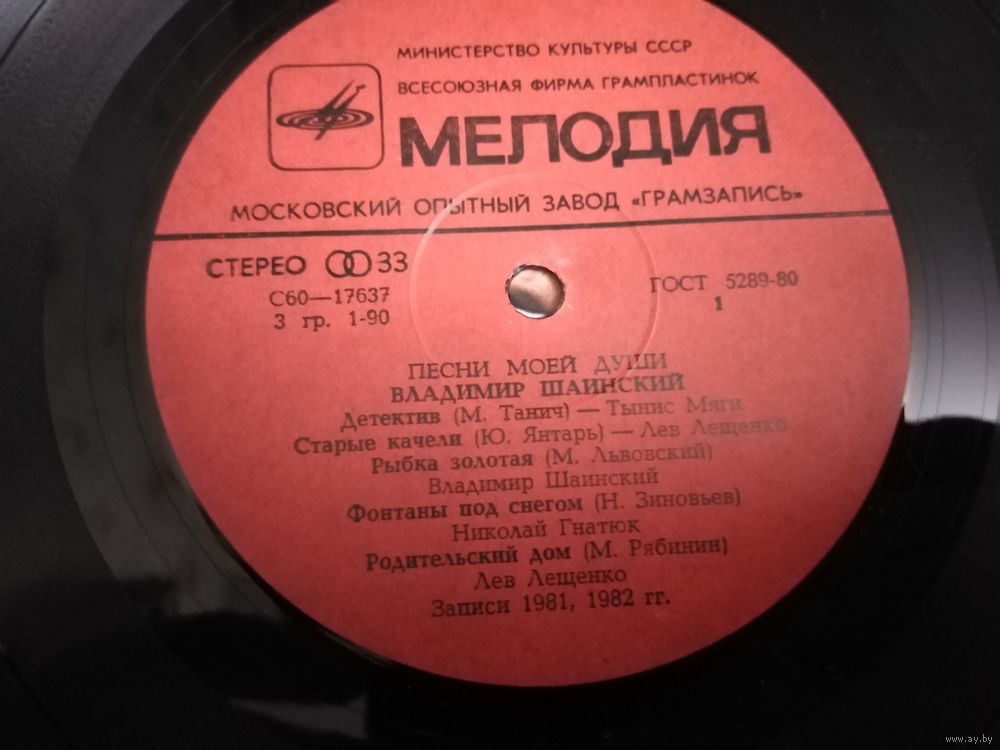 МИНИСТЕРСТВО КУЛЬТУРЫ СССР
ВСЕСОЮЗНАЯ ФИРМА ГРАМПЛАСТИНОК
МЕЛОДИЯ
МОСКОВСКИЙ ОПЫТНЫЙ ЗАВОД «ГРАМЗАПИСЬ»
СТЕРЕО 33
С60—17637
3 гр. 1-90
ГОСТ 5289-80
1
ПЕСНИ МОЕЙ ДУШИ
ВЛАДИМИР ШАИНСКИЙ
Детектив (М. Танич) — Тынис Мяги
Старые качели (Ю. Янтарь) — Лев Лещенко
Рыбка золотая (М. Львовский)
Владимир Шаинский
Фонтаны под снегом (Н. Зиновьев)
Николай Гнатюк
Родительский дом (М. Рябинин)
Лев Лещенко
Записи 1981, 1982 гг.
www.ay.by